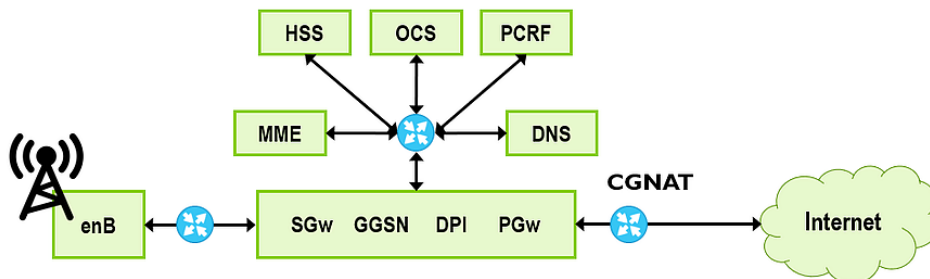 HSS
OCS
PCRF
MME
DNS
CGNAT
enB
SGw GGSN DPI PGw
Internet